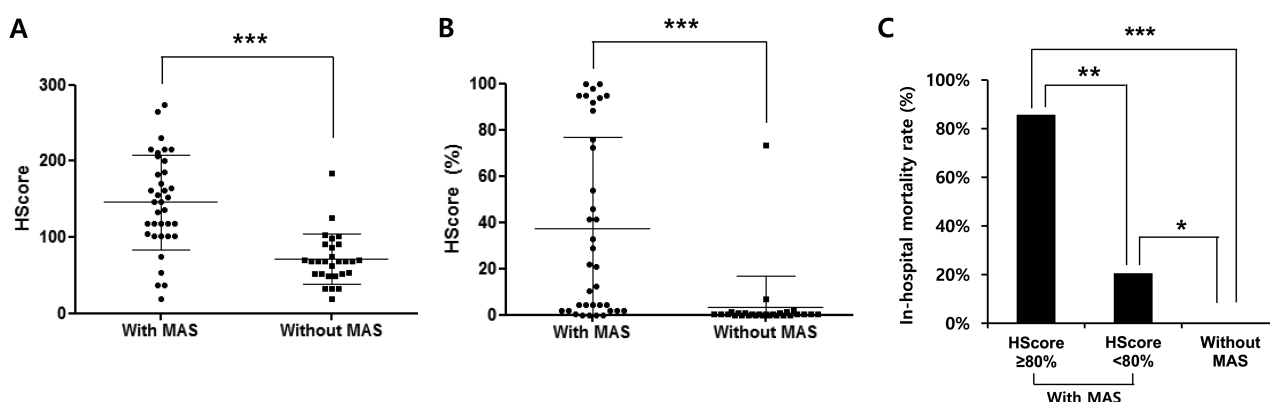 A
***
HScore
300
200
100
0
With MAS
Without MAS
B
***
HScore (%)
100
80
60
40
20
0
With MAS
Without MAS
C
***
**
*
In-hospital mortality rate (%)
100%
80%
60%
40%
20%
0%
HScore
≥80%
HScore
<80%
Without
MAS
With MAS